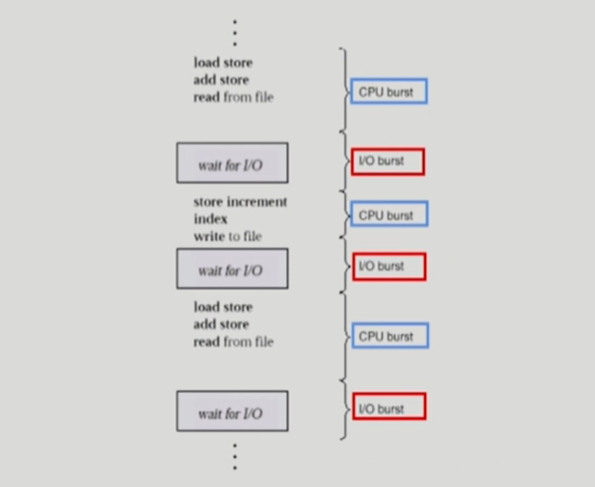 load store
add store
read from file
CPU burst
wait for I/O
I/O burst
store increment
index
write to file
CPU burst
wait for I/O
I/O burst
load store
add store
read from file
CPU burst
wait for I/O
I/O burst